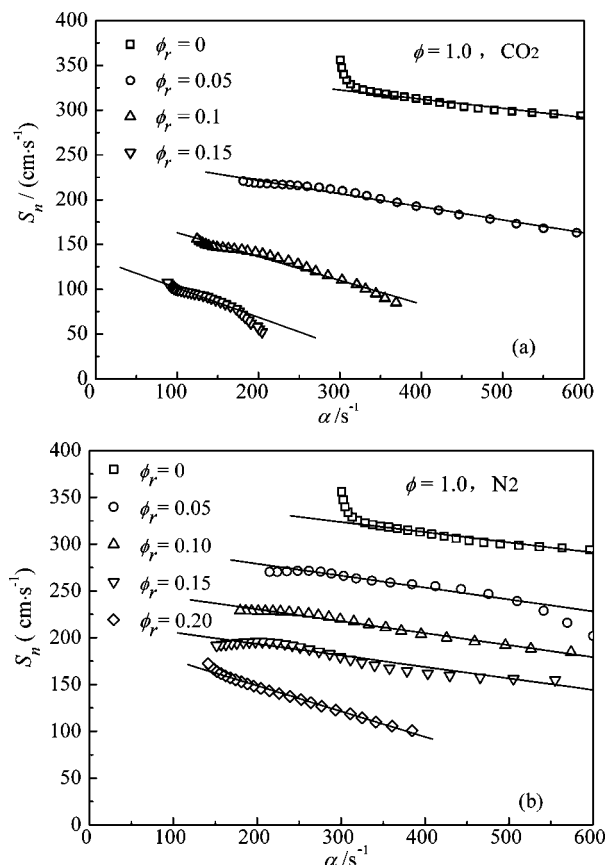 400
350
300
250
200
150
100
50
0
S_n / (cm·s⁻¹)
ϕ_r = 0
ϕ_r = 0.05
ϕ_r = 0.1
ϕ_r = 0.15
ϕ = 1.0 , CO2
(a)
0 100 200 300 400 500 600
α/s⁻¹
400
350
300
250
200
150
100
50
0
S_n ( cm·s⁻¹)
ϕ_r = 0
ϕ_r = 0.05
ϕ_r = 0.10
ϕ_r = 0.15
ϕ_r = 0.20
ϕ = 1.0 , N2
(b)
0 100 200 300 400 500 600
α/s⁻¹